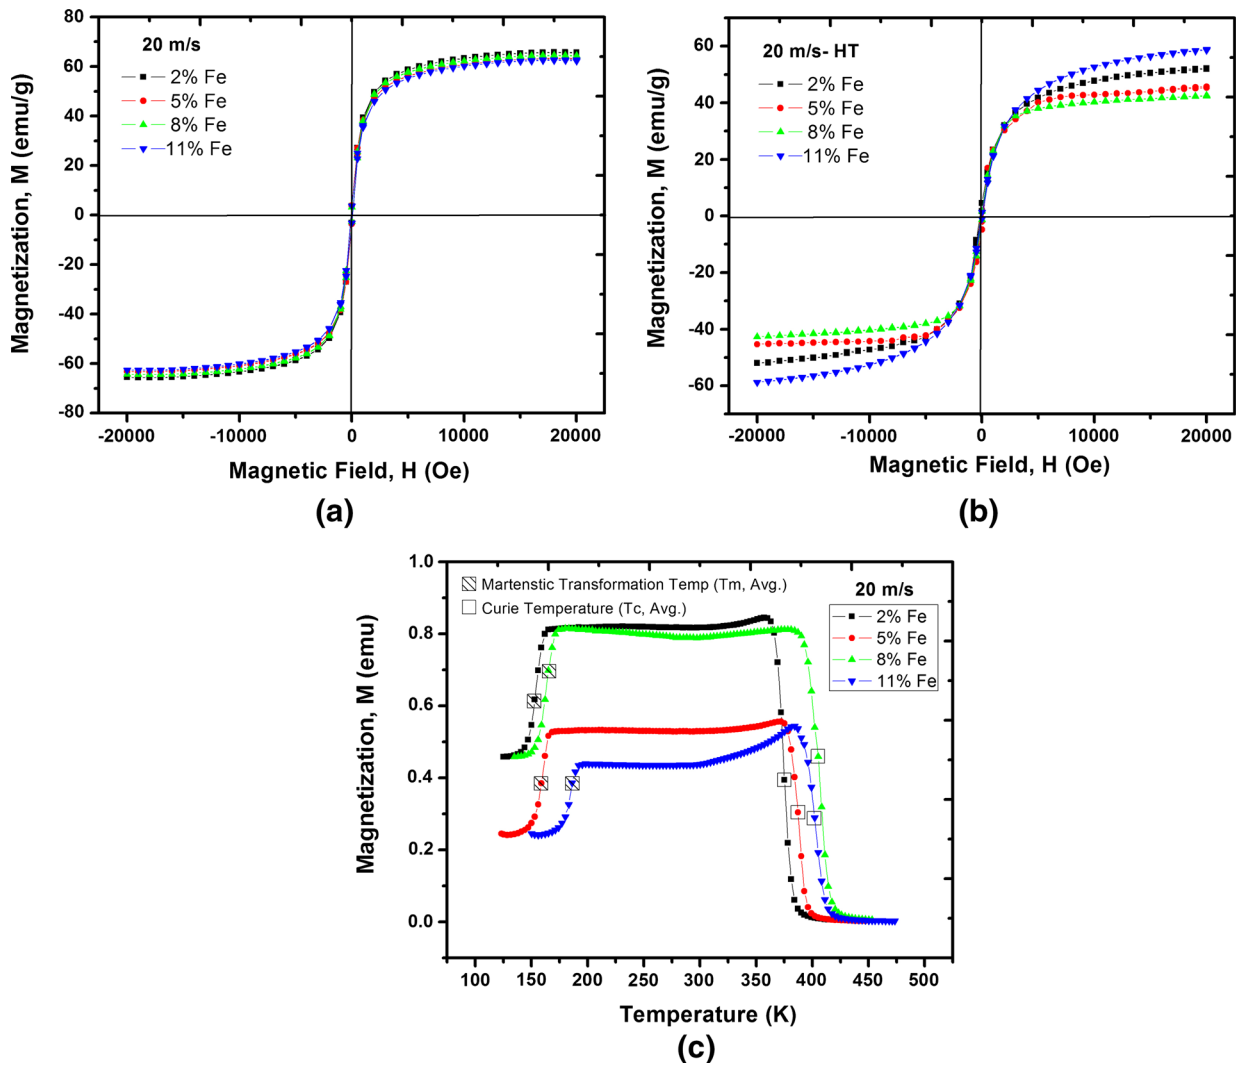 20 m/s
2% Fe
5% Fe
8% Fe
11% Fe
Magnetization, M (emu/g)
80
60
40
20
0
-20
-40
-60
-80
-20000 -10000 0 10000 20000
Magnetic Field, H (Oe)
(a)
20 m/s- HT
2% Fe
5% Fe
8% Fe
11% Fe
Magnetization, M (emu/g)
60
40
20
0
-20
-40
-60
-20000 -10000 0 10000 20000
Magnetic Field, H (Oe)
(b)
Martenstic Transformation Temp (Tm, Avg.)
Curie Temperature (Tc, Avg.)
20 m/s
2% Fe
5% Fe
8% Fe
11% Fe
Magnetization, M (emu)
1.0
0.8
0.6
0.4
0.2
0.0
100 150 200 250 300 350 400 450 500
Temperature (K)
(c)